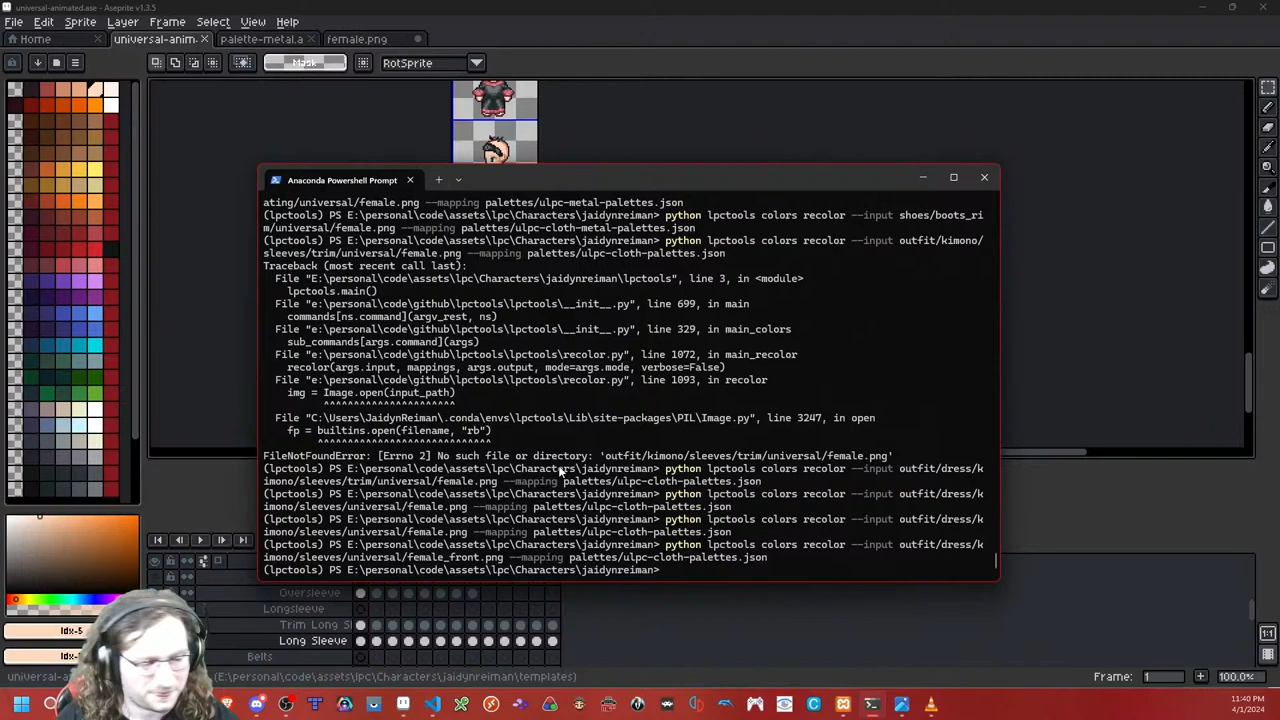 universal-animated.ase - Aseprite v1.3.5
File Edit Sprite Layer Frame Select View Help
Home universal-anim. palette-metal.a female.png
Mask RotSprite
Anaconda Powershell Prompt
ating/universal/female.png --mapping palettes/ulpc-metal-palettes.json
(lpctools) PS E:\personal\code\assets\lpc\Characters\jaidynreiman> python lpctools colors recolor --input shoes/boots_ri
m/universal/female.png --mapping palettes/ulpc-cloth-metal-palettes.json
(lpctools) PS E:\personal\code\assets\lpc\Characters\jaidynreiman> python lpctools colors recolor --input outfit/kimono/
sleeves/trim/universal/female.png --mapping palettes/ulpc-cloth-palettes.json
Traceback (most recent call last):
File "E:\personal\code\assets\lpc\Characters\jaidynreiman\lpctools", line 3, in <module>
lpctools.main()
File "e:\personal\code\github\lpctools\lpctools\__init__.py", line 699, in main
commands[ns.command](argv_rest, ns)
File "e:\personal\code\github\lpctools\lpctools\__init__.py", line 329, in main_colors
sub_commands[args.command](args)
File "e:\personal\code\github\lpctools\lpctools\recolor.py", line 1072, in main_recolor
recolor(args.input, mappings, args.output, mode=args.mode, verbose=False)
File "e:\personal\code\github\lpctools\lpctools\recolor.py", line 1093, in recolor
img = Image.open(input_path)
^^^^^^^^^^^^^^^^^^^^^^
File "C:\Users\JaidynReiman\.conda\envs\lpctools\Lib\site-packages\PIL\Image.py", line 3247, in open
fp = builtins.open(filename, "rb")
^^^^^^^^^^^^^^^^^^^^^^^^^^^^^
FileNotFoundError: [Errno 2] No such file or directory: 'outfit/kimono/sleeves/trim/universal/female.png'
(lpctools) PS E:\personal\code\assets\lpc\Characters\jaidynreiman> python lpctools colors recolor --input outfit/dress/k
imono/sleeves/trim/universal/female.png --mapping palettes/ulpc-cloth-palettes.json
(lpctools) PS E:\personal\code\assets\lpc\Characters\jaidynreiman> python lpctools colors recolor --input outfit/dress/k
imono/sleeves/universal/female.png --mapping palettes/ulpc-cloth-palettes.json
(lpctools) PS E:\personal\code\assets\lpc\Characters\jaidynreiman> python lpctools colors recolor --input outfit/dress/k
imono/sleeves/universal/female.png --mapping palettes/ulpc-cloth-palettes.json
(lpctools) PS E:\personal\code\assets\lpc\Characters\jaidynreiman> python lpctools colors recolor --input outfit/dress/k
imono/sleeves/universal/female_front.png --mapping palettes/ulpc-cloth-palettes.json
(lpctools) PS E:\personal\code\assets\lpc\Characters\jaidynreiman>
Oversleeve
Longsleeve
Trim Long Sleeve
Long Sleeve
Belts
Idx-5
universal-a (E:\personal\code\assets\lpc\Characters\jaidynreiman\templates) Frame: 1 100.0%
1:1
11:40 PM
4/1/2024